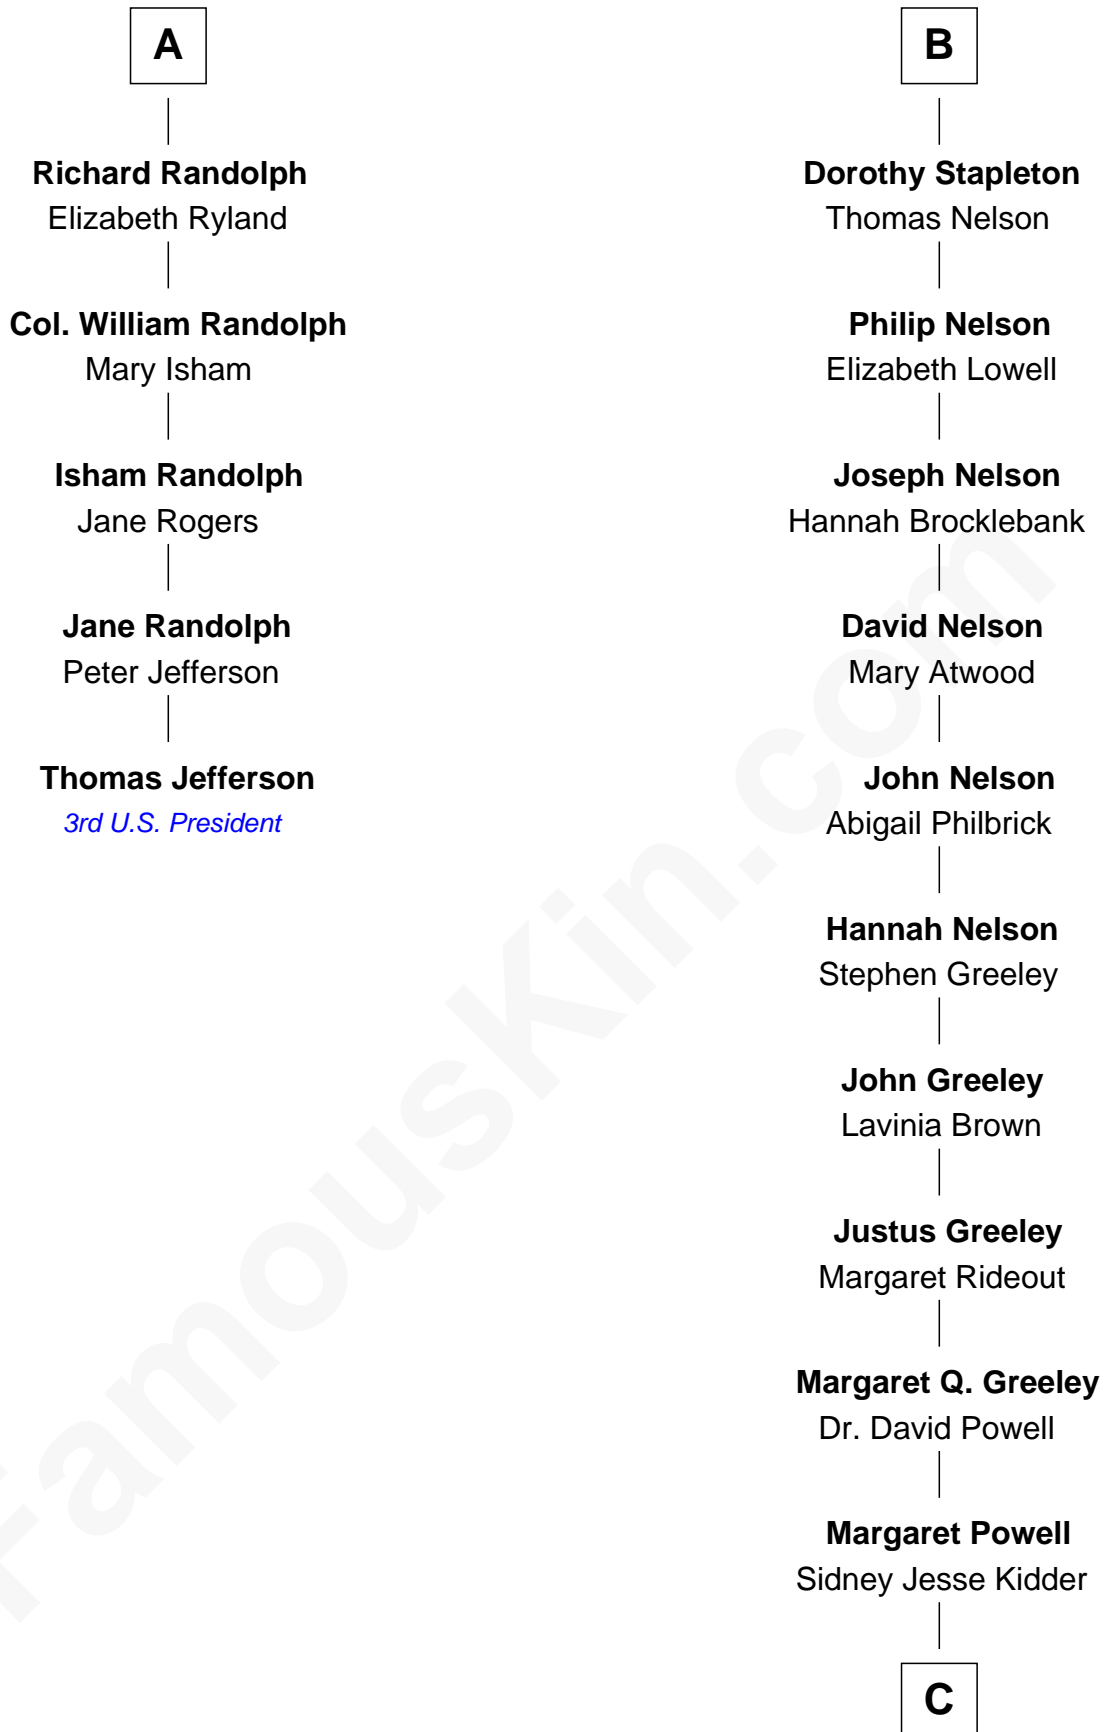 A
Richard Randolph
Elizabeth Ryland
Col. William Randolph
Mary Isham
Isham Randolph
Jane Rogers
Jane Randolph
Peter Jefferson
Thomas Jefferson
3rd U.S. President
B
Dorothy Stapleton
Thomas Nelson
Philip Nelson
Elizabeth Lowell
Joseph Nelson
Hannah Brocklebank
David Nelson
Mary Atwood
John Nelson
Abigail Philbrick
Hannah Nelson
Stephen Greeley
John Greeley
Lavinia Brown
Justus Greeley
Margaret Rideout
Margaret Q. Greeley
Dr. David Powell
Margaret Powell
Sidney Jesse Kidder
C
FamousKin.com